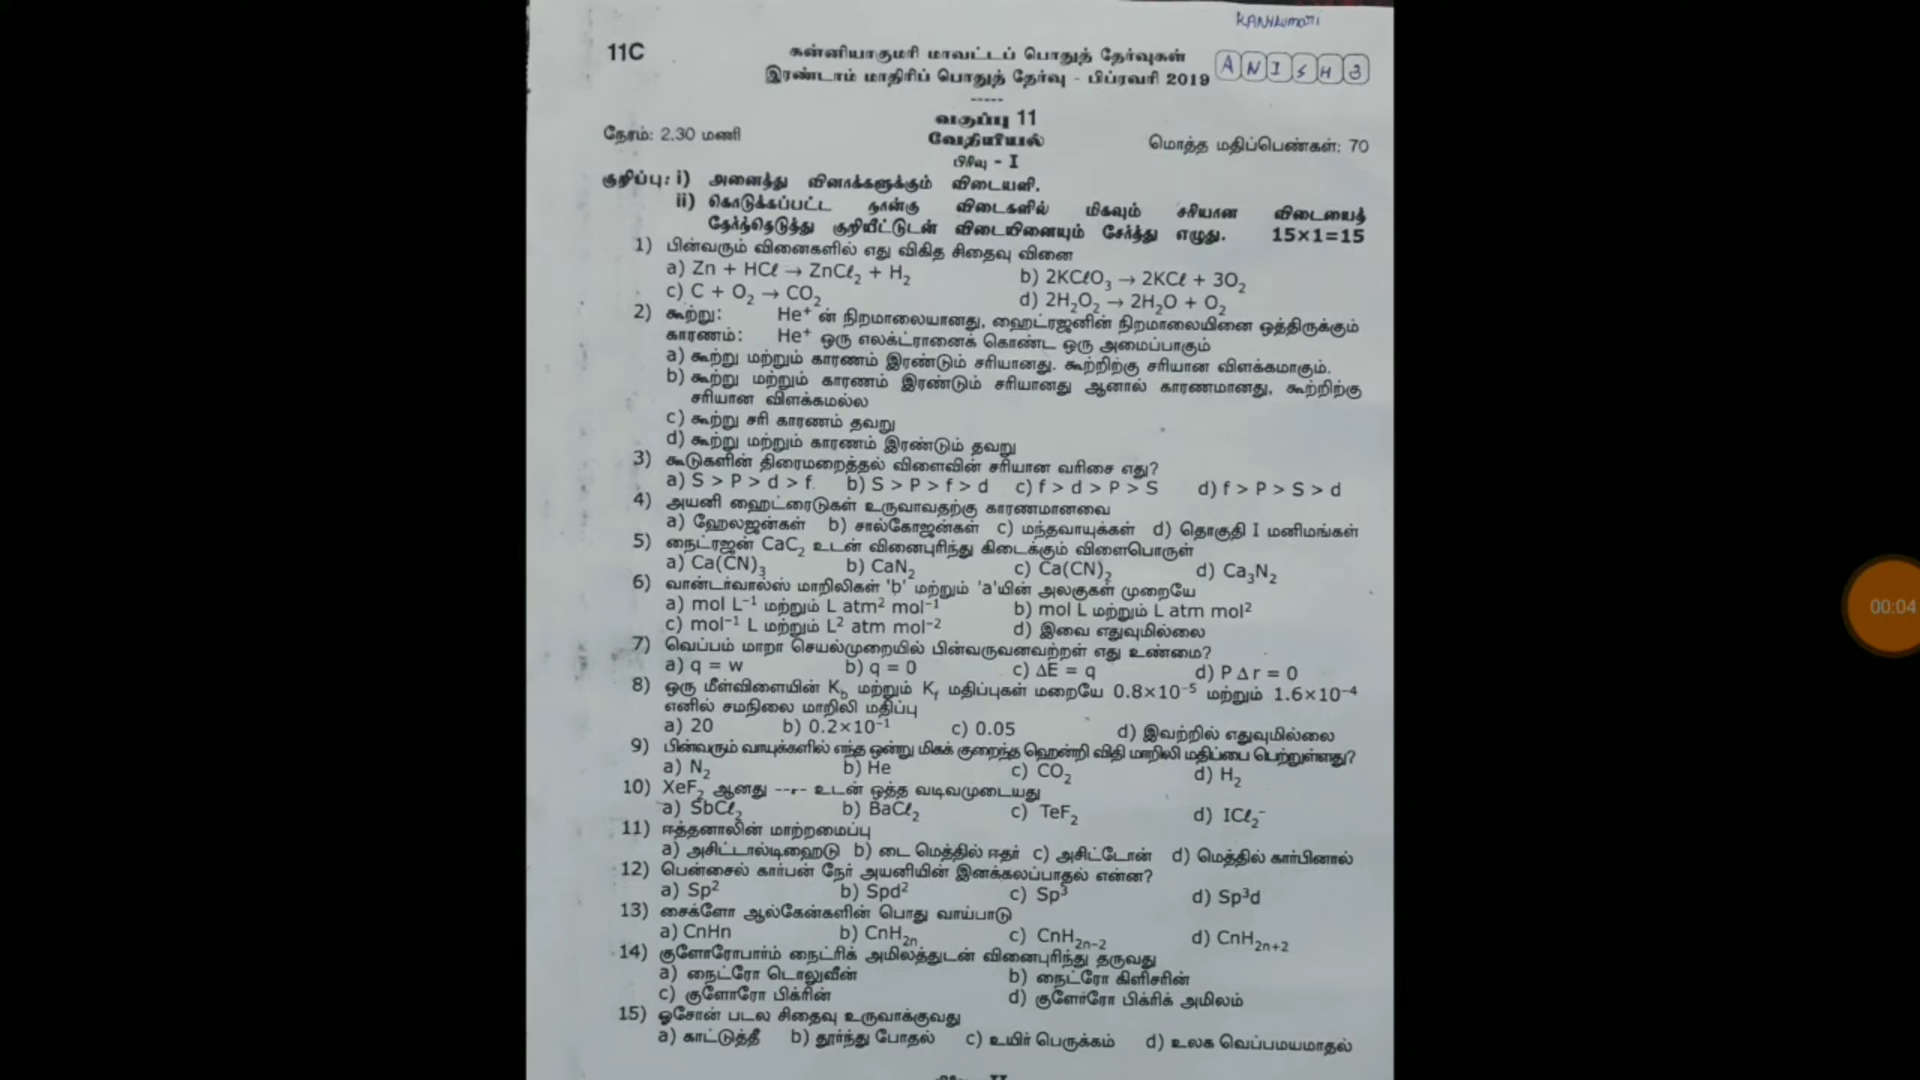 KANYkumari
11C
கன்னியாகுமரி மாவட்டப் பொதுத் தேர்வுகள்
இரண்டாம் மாதிரிப் பொதுத் தேர்வு - பிப்ரவரி 2019
ANISH3
-----
வகுப்பு 11
நேரம்: 2.30 மணி
வேதியியல்
மொத்த மதிப்பெண்கள்: 70
பிரிவு - I
குறிப்பு: i) அனைத்து வினாக்களுக்கும் விடையளி.
ii) கொடுக்கப்பட்ட நான்கு விடைகளில் மிகவும் சரியான விடையைத்
தேர்ந்தெடுத்து குறியீட்டுடன் விடையினையும் சேர்த்து எழுது. 15×1=15
1) பின்வரும் வினைகளில் எது விகித சிதைவு வினை
a) Zn + HCℓ → ZnCℓ₂ + H₂ b) 2KCℓO₃ → 2KCℓ + 3O₂
c) C + O₂ → CO₂ d) 2H₂O₂ → 2H₂O + O₂
2) கூற்று: He⁺ ன் நிறமாலையானது, ஹைட்ரஜனின் நிறமாலையினை ஒத்திருக்கும்
காரணம்: He⁺ ஒரு எலக்ட்ரானைக் கொண்ட ஒரு அமைப்பாகும்
a) கூற்று மற்றும் காரணம் இரண்டும் சரியானது. கூற்றிற்கு சரியான விளக்கமாகும்.
b) கூற்று மற்றும் காரணம் இரண்டும் சரியானது ஆனால் காரணமானது, கூற்றிற்கு
சரியான விளக்கமல்ல
c) கூற்று சரி காரணம் தவறு
d) கூற்று மற்றும் காரணம் இரண்டும் தவறு
3) கூடுகளின் திரைமறைத்தல் விளைவின் சரியான வரிசை எது?
a) S > P > d > f. b) S > P > f > d c) f > d > P > S d) f > P > S > d
4) அயனி ஹைட்ரைடுகள் உருவாவதற்கு காரணமானவை
a) ஹேலஜன்கள் b) சால்கோஜன்கள் c) மந்தவாயுக்கள் d) தொகுதி I மனிமங்கள்
5) நைட்ரஜன் CaC₂ உடன் வினைபுரிந்து கிடைக்கும் விளைபொருள்
a) Ca(CN)₃ b) CaN₂ c) Ca(CN)₂ d) Ca₃N₂
6) வான்டர்வால்ஸ் மாறிலிகள் 'b' மற்றும் 'a'யின் அலகுகள் முறையே
a) mol L⁻¹ மற்றும் L atm² mol⁻¹ b) mol L மற்றும் L atm mol²
c) mol⁻¹ L மற்றும் L² atm mol⁻² d) இவை எதுவுமில்லை
7) வெப்பம் மாறா செயல்முறையில் பின்வருவனவற்றள் எது உண்மை?
a) q = w b) q = 0 c) ΔE = q d) P Δ r = 0
8) ஒரு மீள்விளையின் K_b மற்றும் K_f மதிப்புகள் மறையே 0.8×10⁻⁵ மற்றும் 1.6×10⁻⁴
எனில் சமநிலை மாறிலி மதிப்பு
a) 20 b) 0.2×10⁻¹ c) 0.05 d) இவற்றில் எதுவுமில்லை
9) பின்வரும் வாயுக்களில் எந்த ஒன்று மிகக் குறைந்த ஹென்றி விதி மாறிலி மதிப்பை பெற்றுள்ளது?
a) N₂ b) He c) CO₂ d) H₂
10) XeF₂ ஆனது ---- உடன் ஒத்த வடிவமுடையது
a) SbCℓ₂ b) BaCℓ₂ c) TeF₂ d) ICℓ₂⁻
11) ஈத்தனாலின் மாற்றமைப்பு
a) அசிட்டால்டிஹைடு b) டை மெத்தில் ஈதர் c) அசிட்டோன் d) மெத்தில் கார்பினால்
12) பென்சைல் கார்பன் நேர் அயனியின் இனக்கலப்பாதல் என்ன?
a) Sp² b) Spd² c) Sp³ d) Sp³d
13) சைக்ளோ ஆல்கேன்களின் பொது வாய்பாடு
a) CnHn b) CnH₂ₙ c) CnH₂ₙ₋₂ d) CnH₂ₙ₊₂
14) குளோரோபார்ம் நைட்ரிக் அமிலத்துடன் வினைபுரிந்து தருவது
a) நைட்ரோ டொலுவீன் b) நைட்ரோ கிளிசரின்
c) குளோரோ பிக்ரின் d) குளோரோ பிக்ரிக் அமிலம்
15) ஓசோன் படல சிதைவு உருவாக்குவது
a) காட்டுத்தீ b) தூர்ந்து போதல் c) உயிர் பெருக்கம் d) உலக வெப்பமயமாதல்
00:04